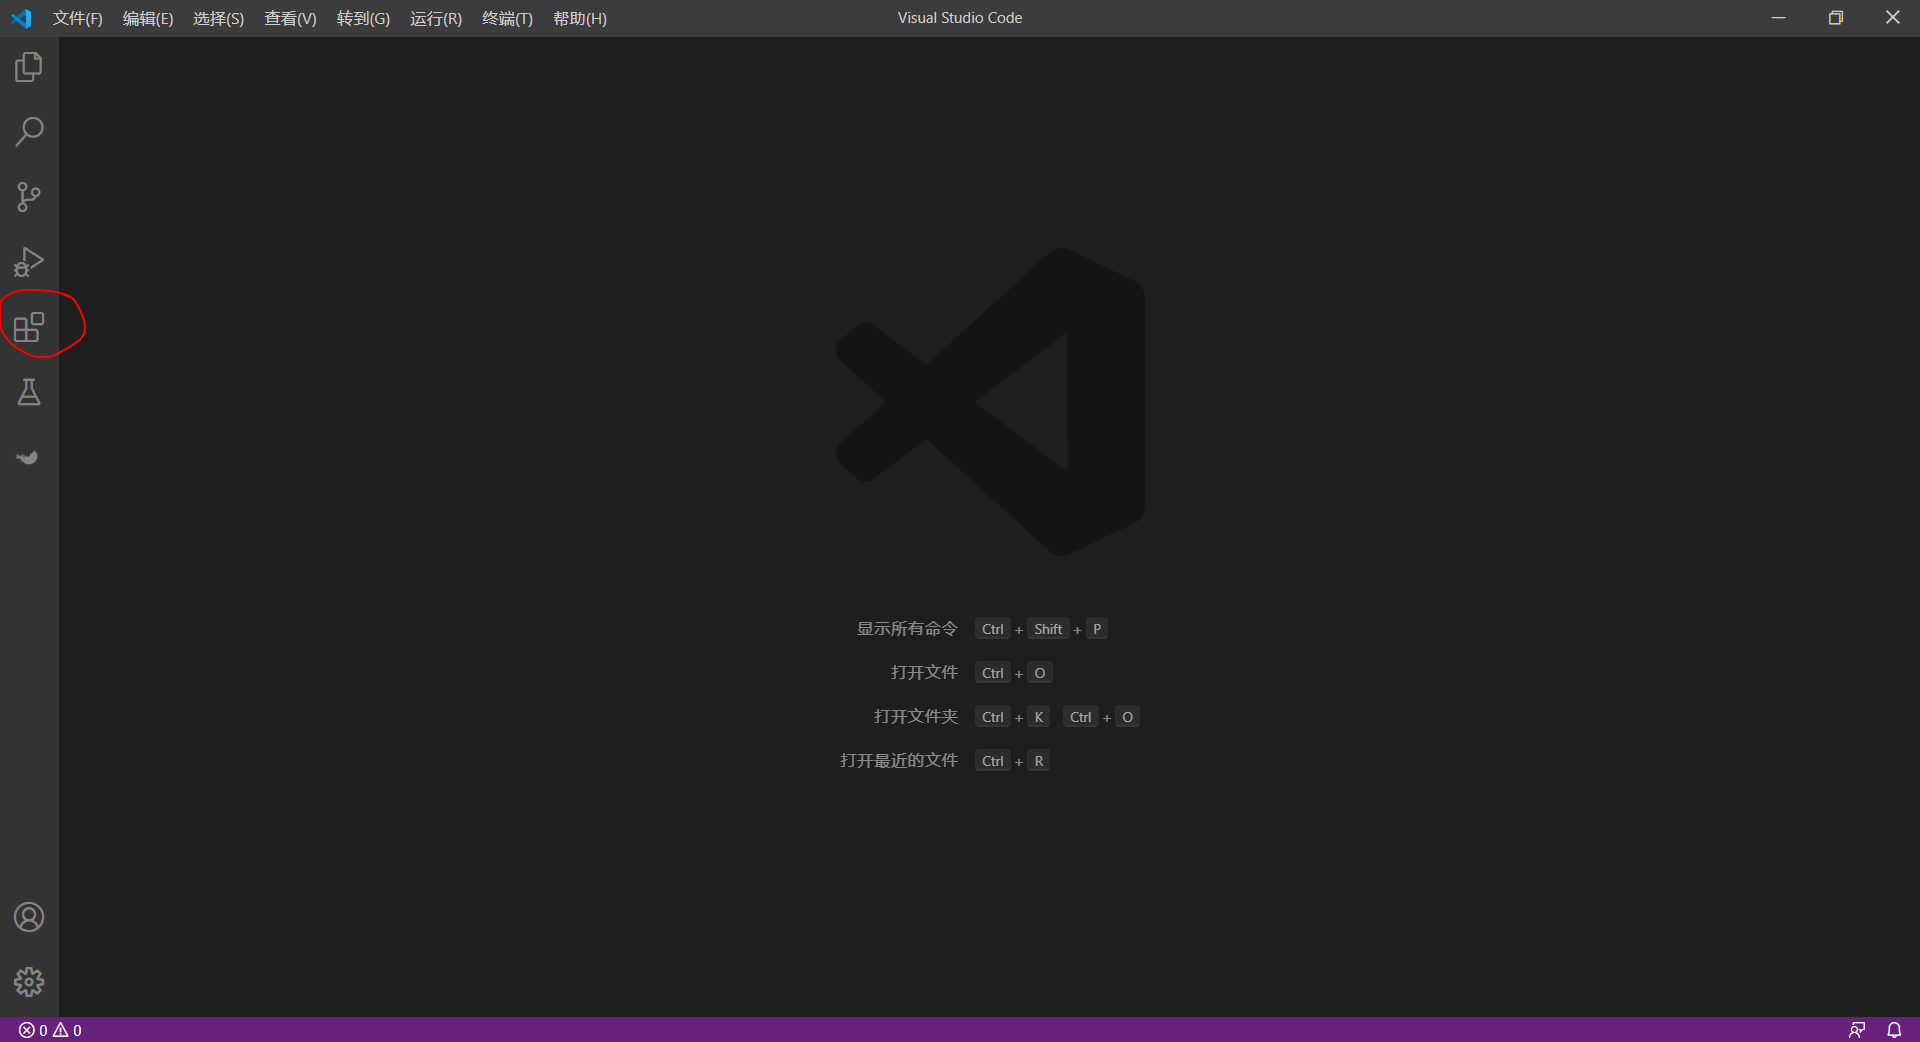 文件(F) 编辑(E) 选择(S) 查看(V) 转到(G) 运行(R) 终端(T) 帮助(H) Visual Studio Code
显示所有命令 Ctrl + Shift + P
打开文件 Ctrl + O
打开文件夹 Ctrl + K Ctrl + O
打开最近的文件 Ctrl + R
0 0